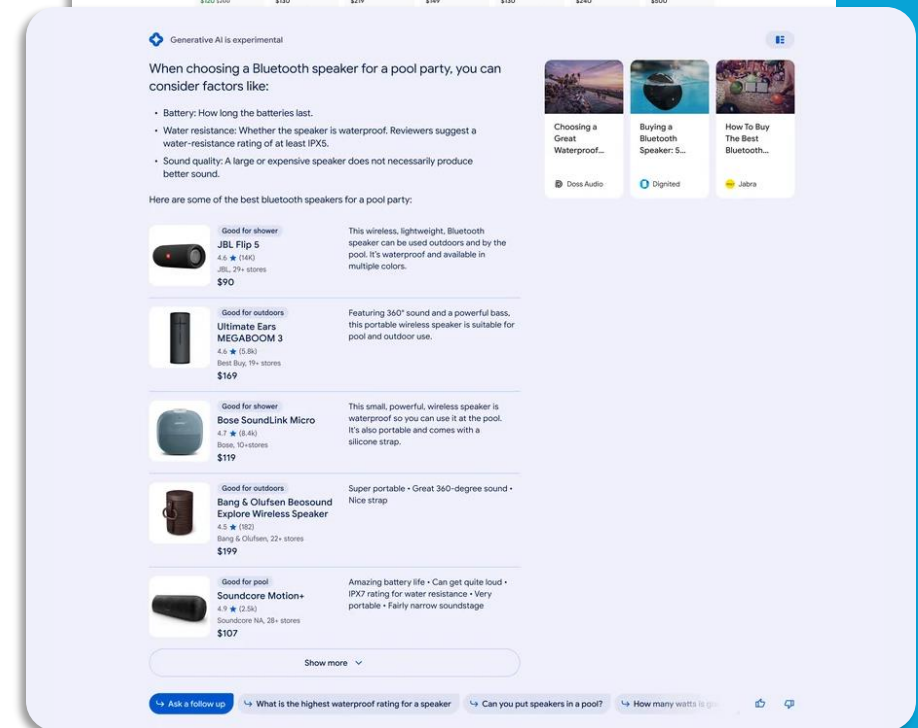 $120 $200 $130 $219 $149 $130 $240 $500
Generative AI is experimental
When choosing a Bluetooth speaker for a pool party, you can
consider factors like:
• Battery: How long the batteries last.
• Water resistance: Whether the speaker is waterproof. Reviewers suggest a
water-resistance rating of at least IPX5.
• Sound quality: A large or expensive speaker does not necessarily produce
better sound.
Here are some of the best bluetooth speakers for a pool party:
Choosing a
Great
Waterproof...
Doss Audio
Buying a
Bluetooth
Speaker: 5...
Dignited
How To Buy
The Best
Bluetooth...
Jabra
Good for shower
JBL Flip 5
4.6 ★ (14K)
JBL, 29+ stores
$90
This wireless, lightweight, Bluetooth
speaker can be used outdoors and by the
pool. It's waterproof and available in
multiple colors.
Good for outdoors
Ultimate Ears
MEGABOOM 3
4.6 ★ (5.8k)
Best Buy, 19+ stores
$169
Featuring 360° sound and a powerful bass,
this portable wireless speaker is suitable for
pool and outdoor use.
Good for shower
Bose SoundLink Micro
4.7 ★ (8.4k)
Bose, 10+stores
$119
This small, powerful, wireless speaker is
waterproof so you can use it at the pool.
It's also portable and comes with a
silicone strap.
Good for outdoors
Bang & Olufsen Beosound
Explore Wireless Speaker
4.5 ★ (182)
Bang & Olufsen, 22+ stores
$199
Super portable • Great 360-degree sound •
Nice strap
Good for pool
Soundcore Motion+
4.9 ★ (2.5k)
Soundcore NA, 28+ stores
$107
Amazing battery life • Can get quite loud •
IPX7 rating for water resistance • Very
portable • Fairly narrow soundstage
Show more
Ask a follow up
What is the highest waterproof rating for a speaker
Can you put speakers in a pool?
How many watts is